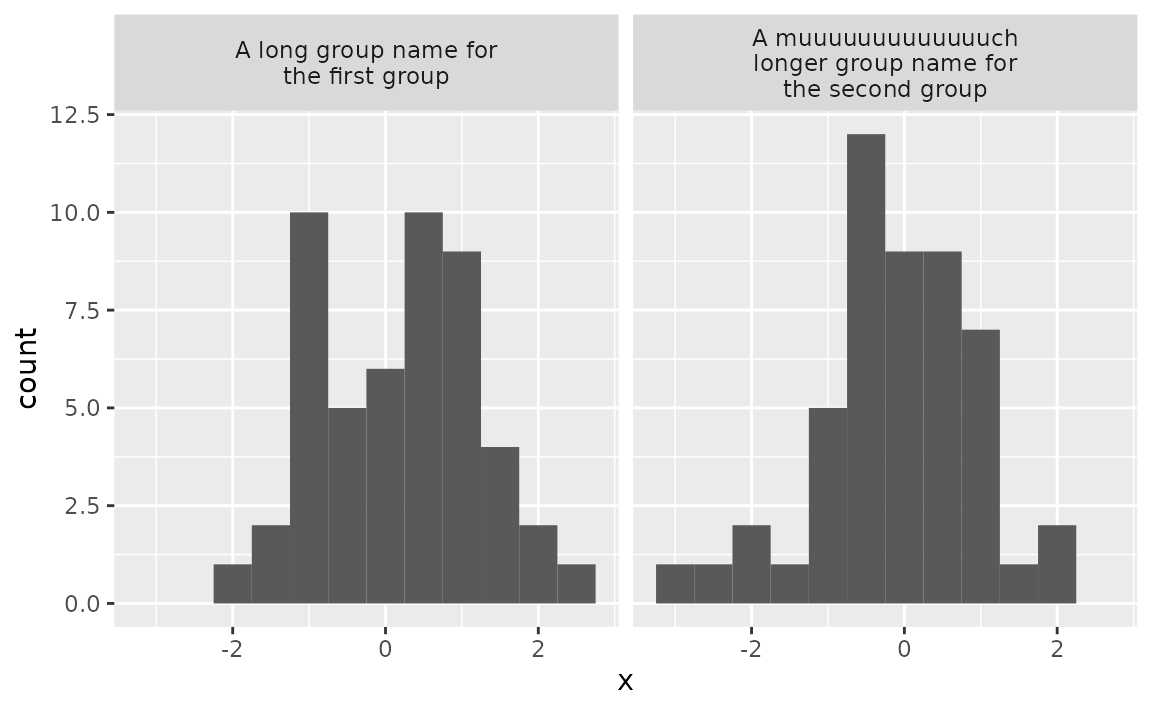 A long group name for
the first group
A muuuuuuuuuuuuuch
longer group name for
the second group
12.5
10.0
7.5
5.0
2.5
0.0
count
-2 0 2
-2 0 2
x